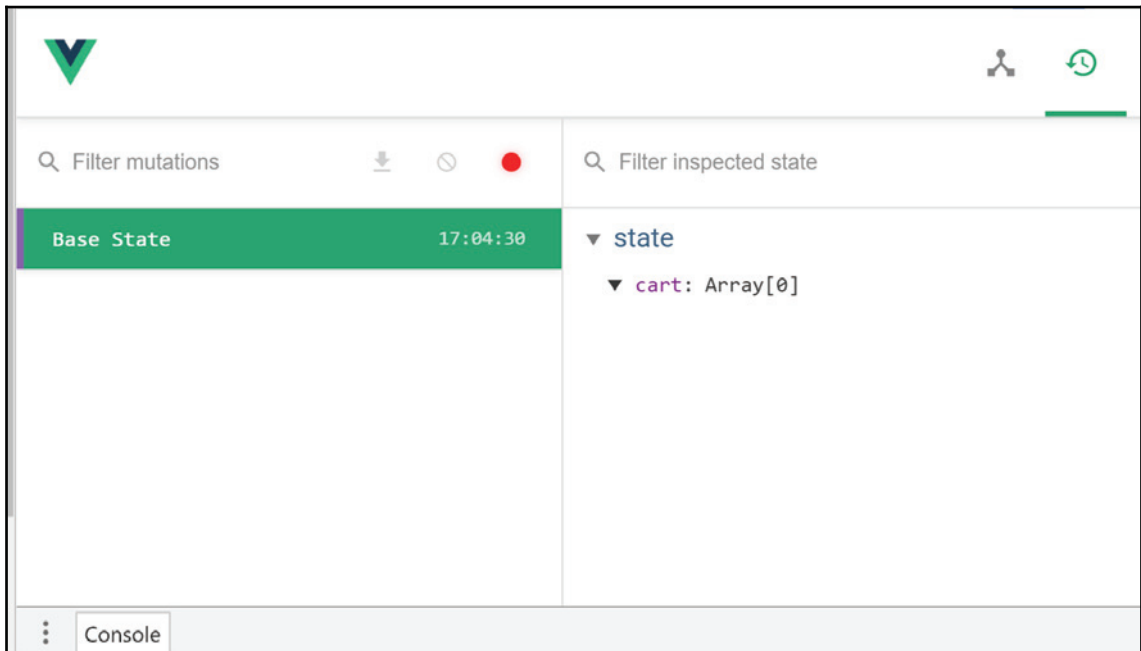 Filter mutations
Filter inspected state
Base State 17:04:30
state
cart: Array[0]
Console